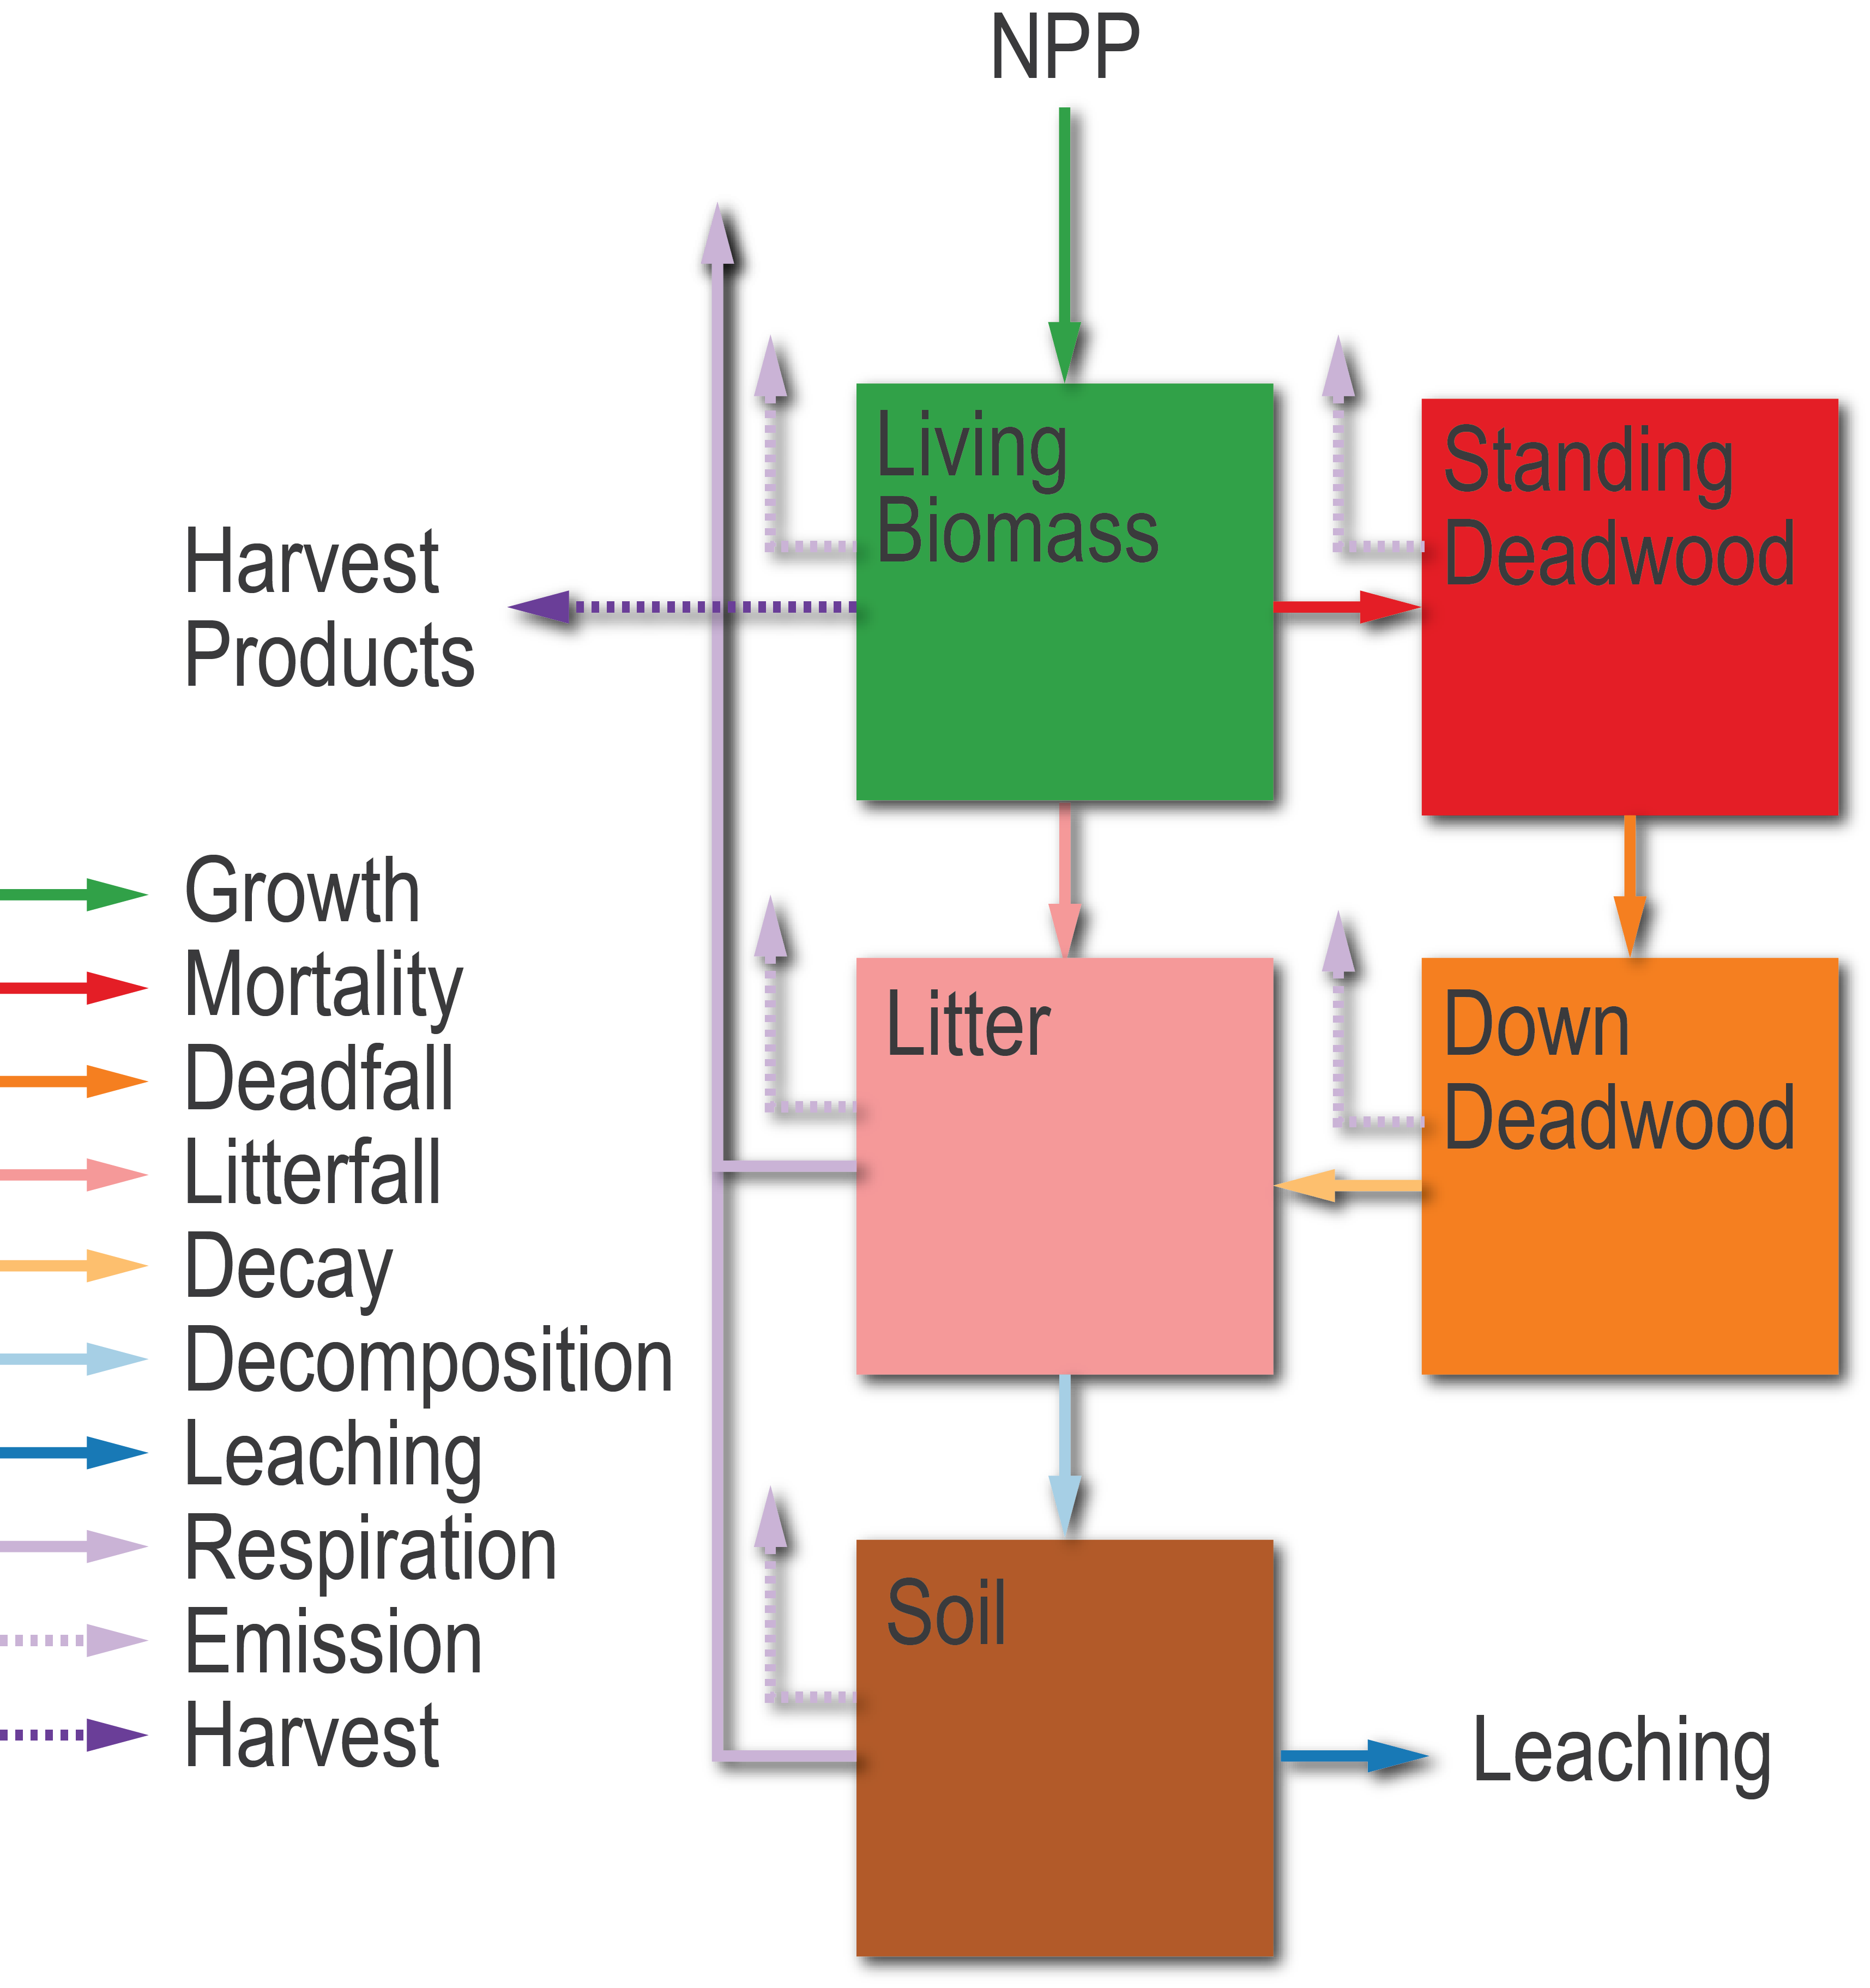 NPP
Living
Biomass
Standing
Deadwood
Harvest
Products
Growth
Mortality
Deadfall
Litterfall
Decay
Decomposition
Leaching
Respiration
Emission
Harvest
Litter
Down
Deadwood
Soil
Leaching